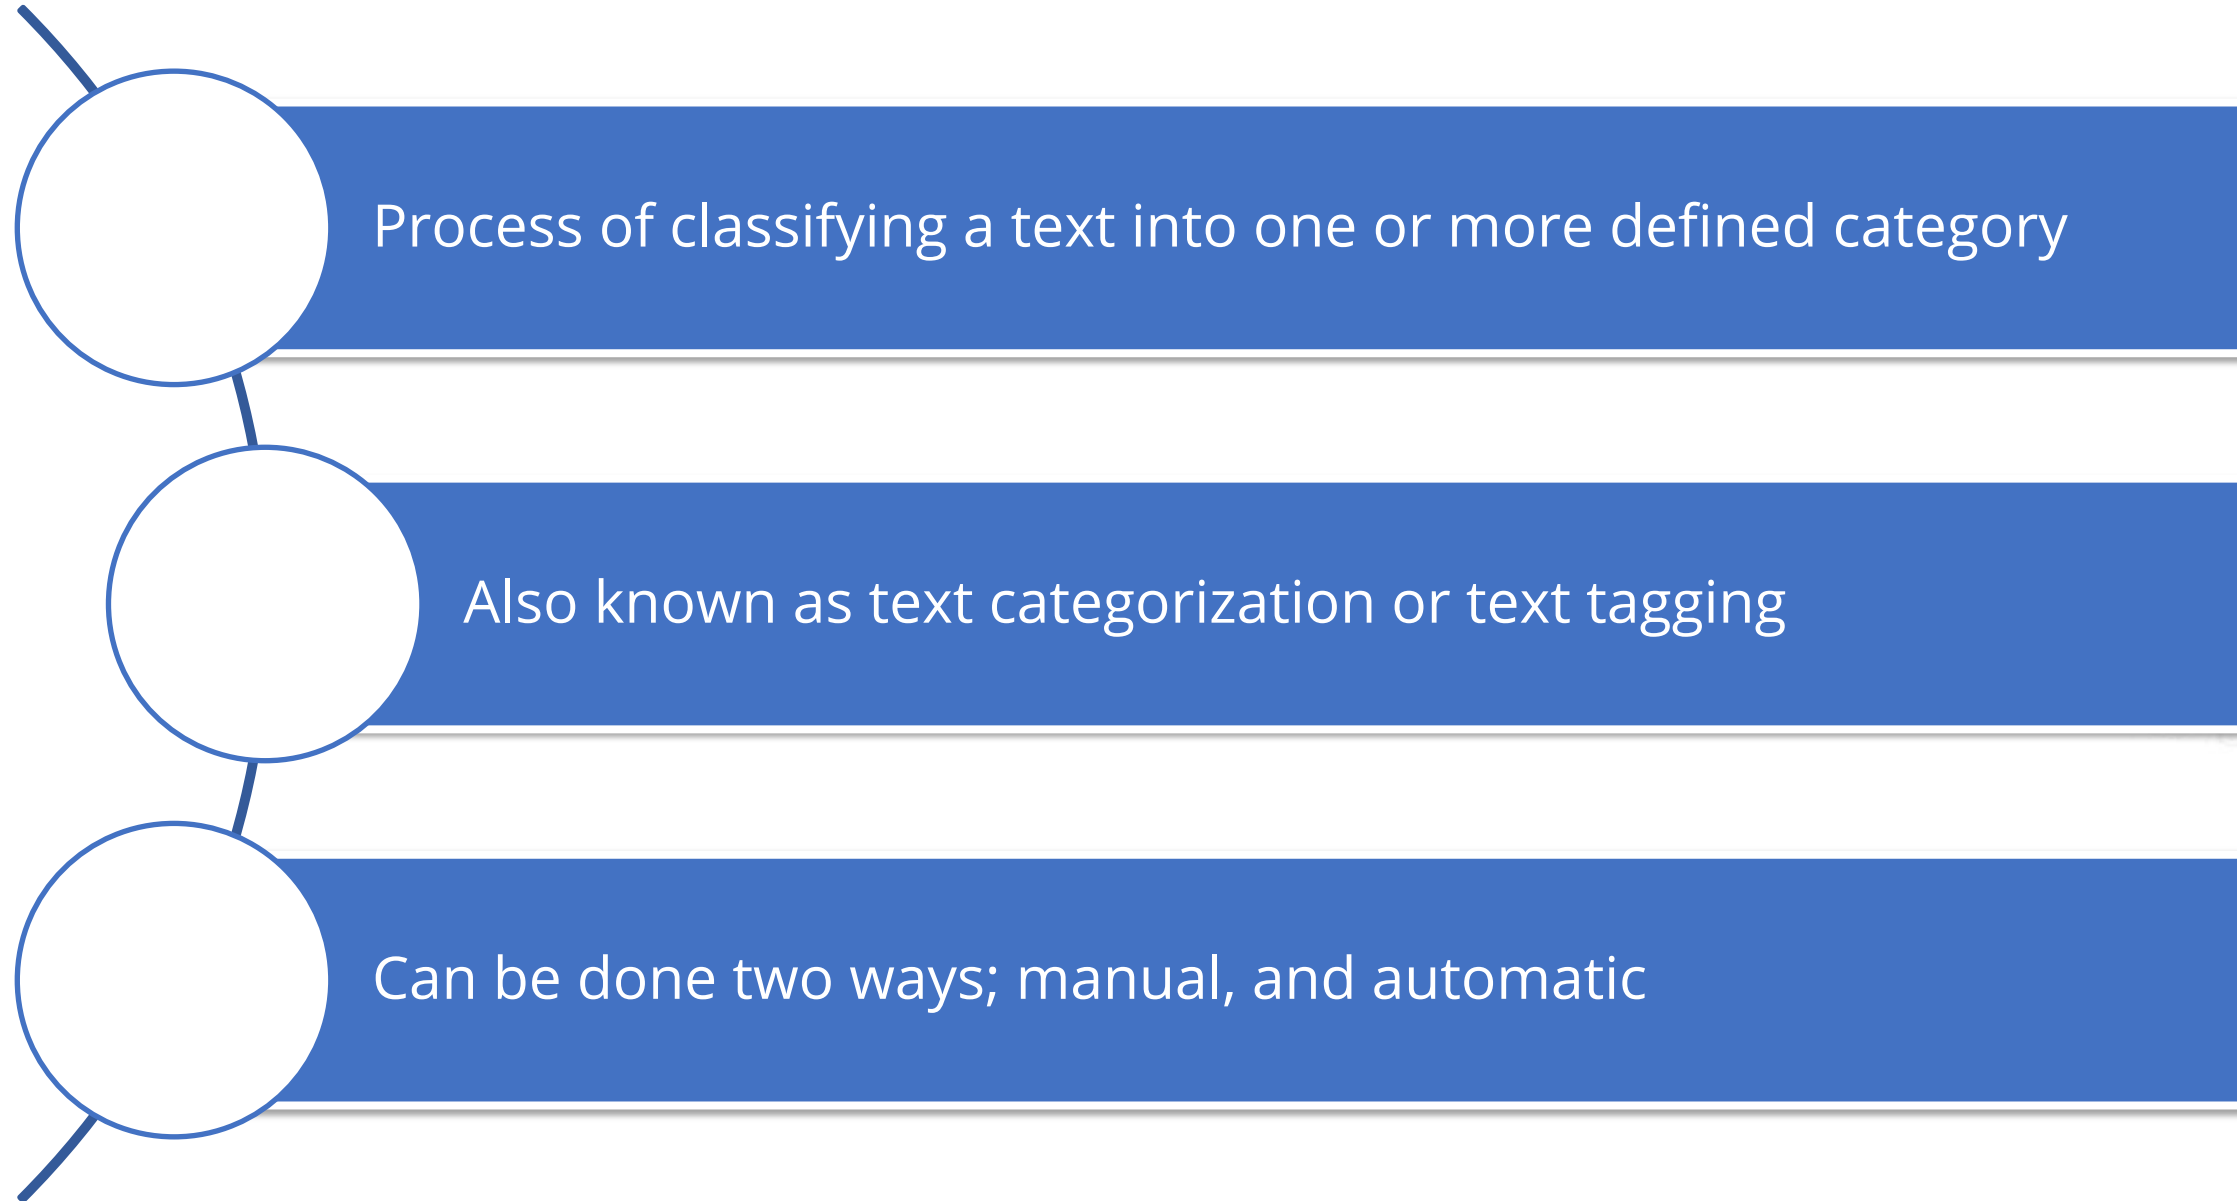 Process of classifying a text into one or more defined category
Also known as text categorization or text tagging
Can be done two ways; manual, and automatic